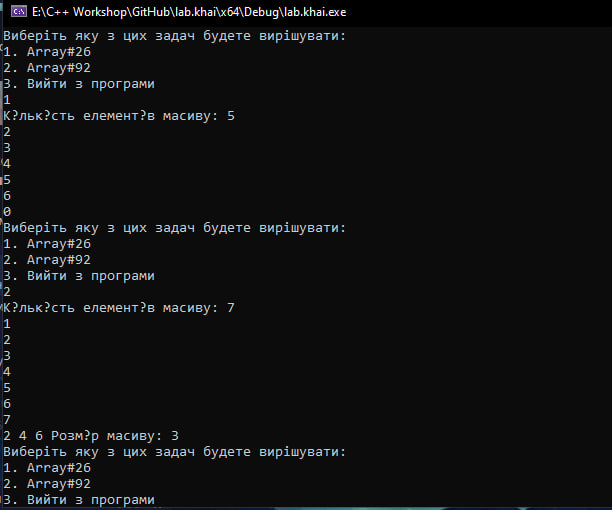 E:\C++ Workshop\GitHub\lab.khai\x64\Debug\lab.khai.exe
Виберіть яку з цих задач будете вирішувати:
1. Array#26
2. Array#92
3. Вийти з програми
1
К?льк?сть елемент?в масиву: 5
2
3
4
5
6
0
Виберіть яку з цих задач будете вирішувати:
1. Array#26
2. Array#92
3. Вийти з програми
2
К?льк?сть елемент?в масиву: 7
1
2
3
4
5
6
7
2 4 6 Розм?р масиву: 3
Виберіть яку з цих задач будете вирішувати:
1. Array#26
2. Array#92
3. Вийти з програми